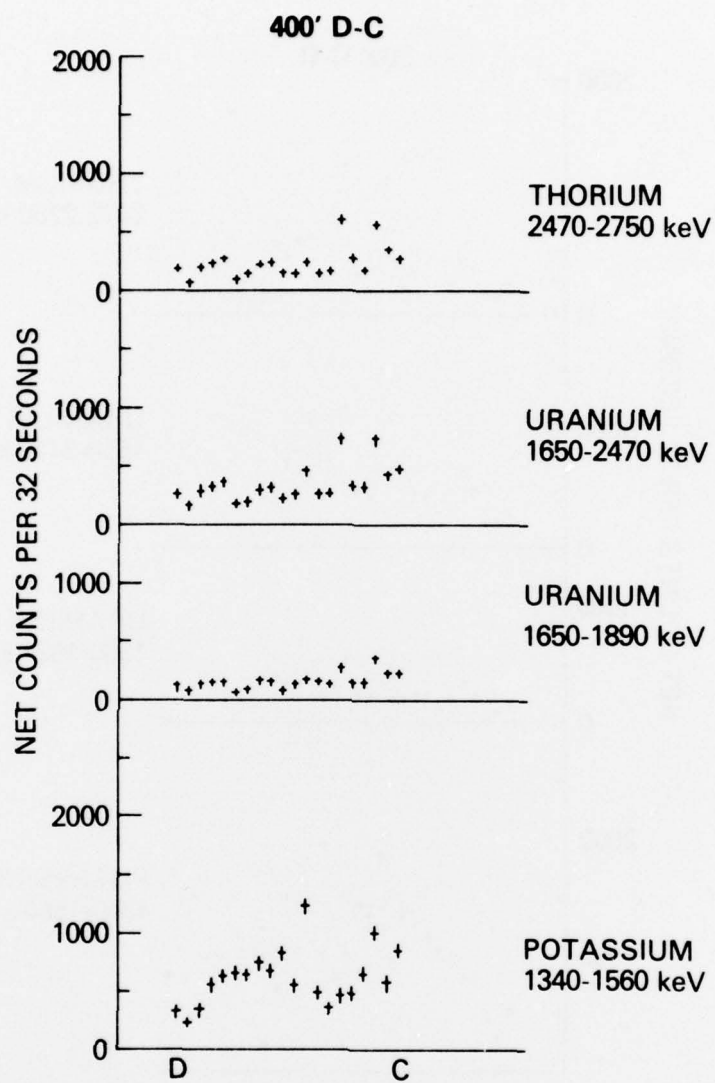 400' D-C
2000
1000
0
THORIUM
2470-2750 keV
1000
0
URANIUM
1650-2470 keV
1000
0
URANIUM
1650-1890 keV
2000
1000
0
POTASSIUM
1340-1560 keV
D
C
NET COUNTS PER 32 SECONDS